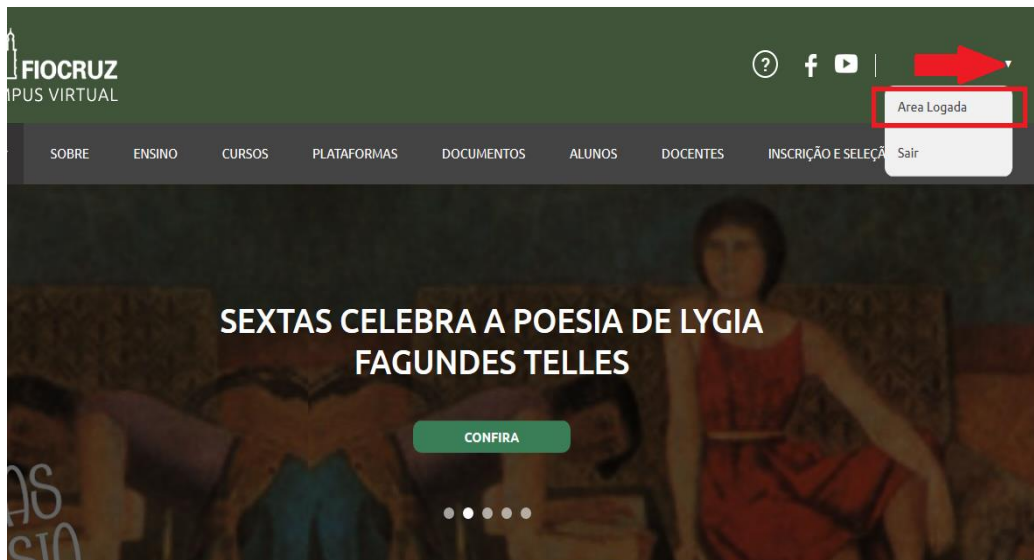 FIOCRUZ
MPUS VIRTUAL
?
Area Logada
SOBRE ENSINO CURSOS PLATAFORMAS DOCUMENTOS ALUNOS DOCENTES INSCRIÇÃO E SELEÇÃ
Sair
SEXTAS CELEBRA A POESIA DE LYGIA
FAGUNDES TELLES
CONFIRA